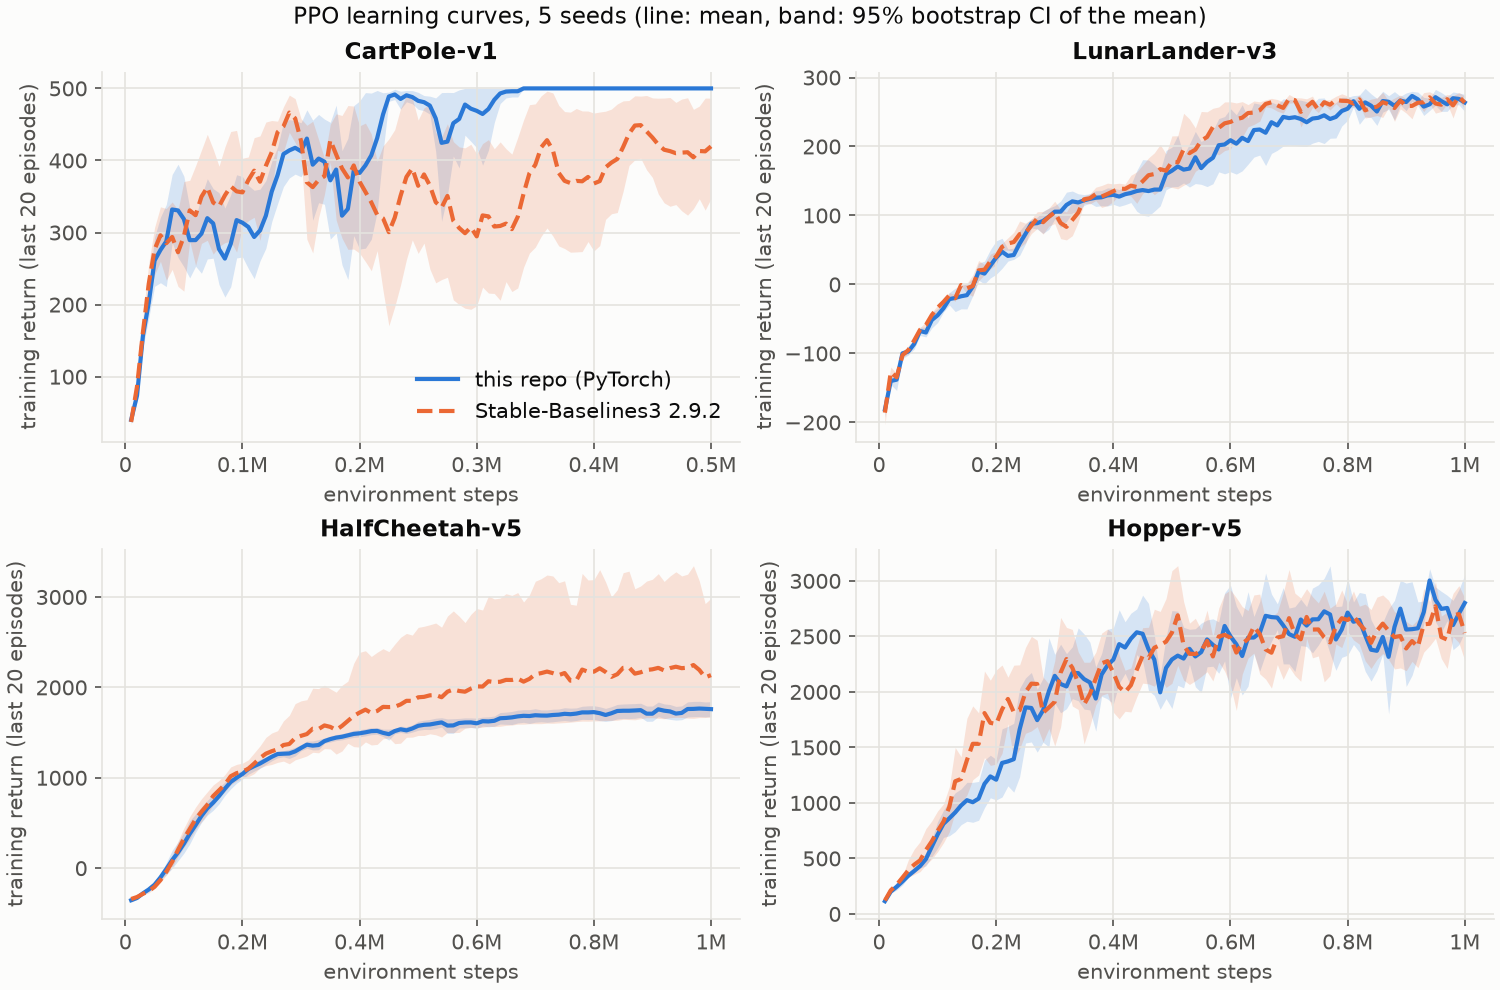 PPO learning curves, 5 seeds (line: mean, band: 95% bootstrap CI of the mean)
CartPole-v1
training return (last 20 episodes)
500
400
300
200
100
this repo (PyTorch)
Stable-Baselines3 2.9.2
0
0.1M
0.2M
0.3M
0.4M
0.5M
environment steps
LunarLander-v3
training return (last 20 episodes)
300
200
100
0
−100
−200
0
0.2M
0.4M
0.6M
0.8M
1M
environment steps
HalfCheetah-v5
training return (last 20 episodes)
3000
2000
1000
0
0
0.2M
0.4M
0.6M
0.8M
1M
environment steps
Hopper-v5
training return (last 20 episodes)
3000
2500
2000
1500
1000
500
0
0
0.2M
0.4M
0.6M
0.8M
1M
environment steps